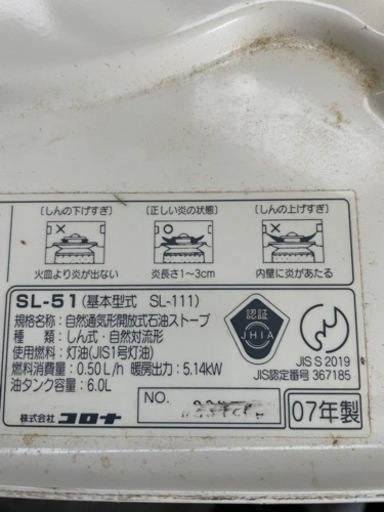 〔しんの下げすぎ〕 〔正しい炎の状態〕 〔しんの上げすぎ〕
火皿より炎が出ない 炎長さ1〜3cm 内壁に炎があたる
SL-51(基本型式 SL-111)
規格名称:自然通気形開放式石油ストーブ
種 類:しん式・自然対流形
使用燃料:灯油(JIS1号灯油)
燃料消費量:0.50L/h 暖房出力:5.14kW
油タンク容量:6.0L
認証
JHIA
JIS S 2019
JIS認定番号 367185
NO.
株式会社コロナ
07年製